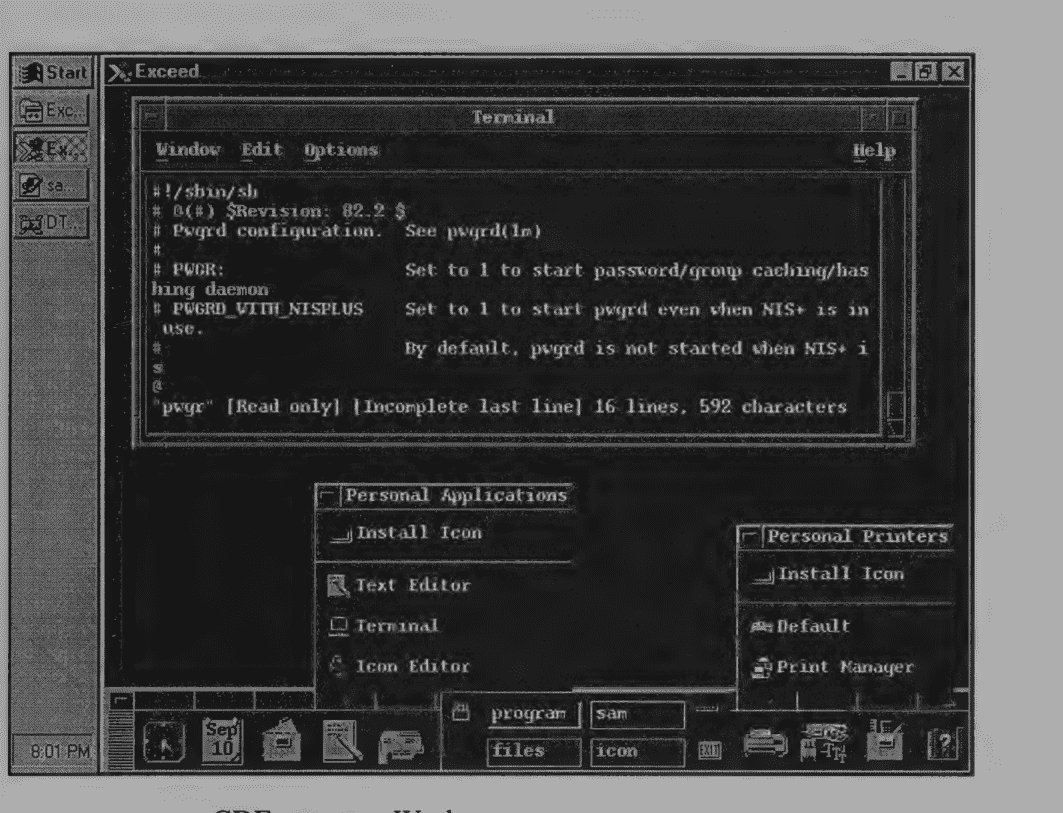 Start
Exceed
Exc...
Ex...
sa...
DT...
Terminal
Window Edit Options Help
#!/sbin/sh
# @(#) $Revision: 82.2 $
# Pwgrd configuration. See pwgrd(1m)
#
# PWGR: Set to 1 to start password/group caching/has
hing daemon
# PWGRD_WITH_NISPLUS Set to 1 to start pwgrd even when NIS+ is in
use.
# By default, pwgrd is not started when NIS+ i
s
@
"pwgr" [Read only] [Incomplete last line] 16 lines, 592 characters
Personal Applications
Install Icon
Text Editor
Terminal
Icon Editor
Personal Printers
Install Icon
Default
Print Manager
Sep
10
program
sam
files
icon
EXIT
?
8:01 PM